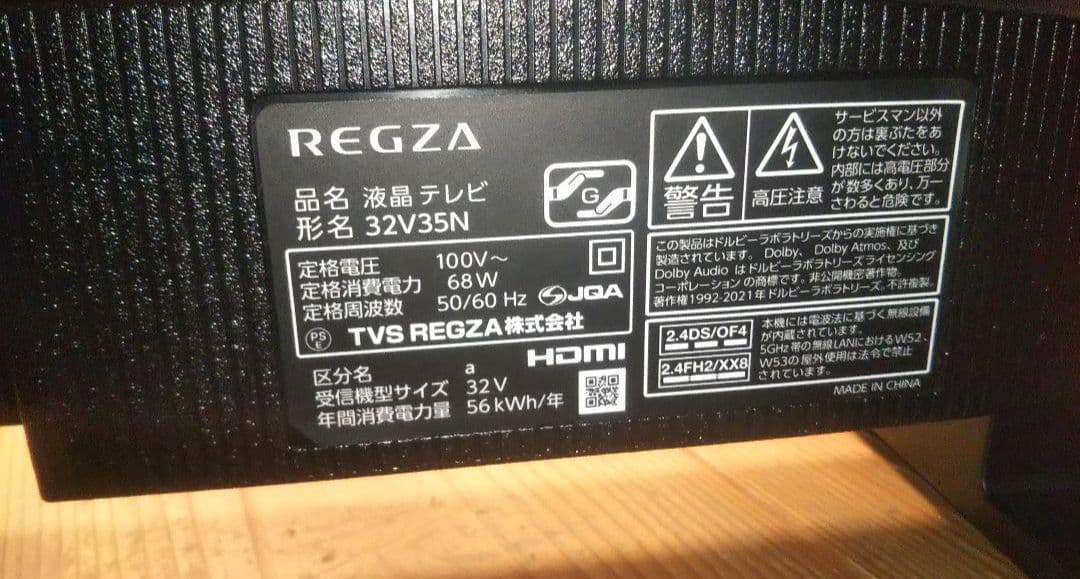 REGZA
品名 液晶テレビ
形名 32V35N
G
定格電圧 100V～
定格消費電力 68W
定格周波数 50/60 Hz
JQA
PS
E
TVS REGZA株式会社
HDMI
区分名 a
受信機型サイズ 32V
年間消費電力量 56kWh/年
警告
高圧注意
サービスマン以外
の方は裏ぶたをあ
けないでください。
内部には高電圧部分
が数多くあり、万一
さわると危険です。
この製品はドルビーラボラトリーズからの実施権に基づき
製造されています。Dolby、Dolby Atmos、及び
Dolby Audio はドルビーラボラトリーズライセンシング
コーポレーションの商標です。非公開機密著作物。
著作権1992-2021年ドルビーラボラトリーズ。不許複製。
2.4DS/OF4
2.4FH2/XX8
本機には電波法に基づく無線設備
が内蔵されています。
5GHz帯の無線LANにおけるW52、
W53の屋外使用は法令で禁止
されています。
MADE IN CHINA